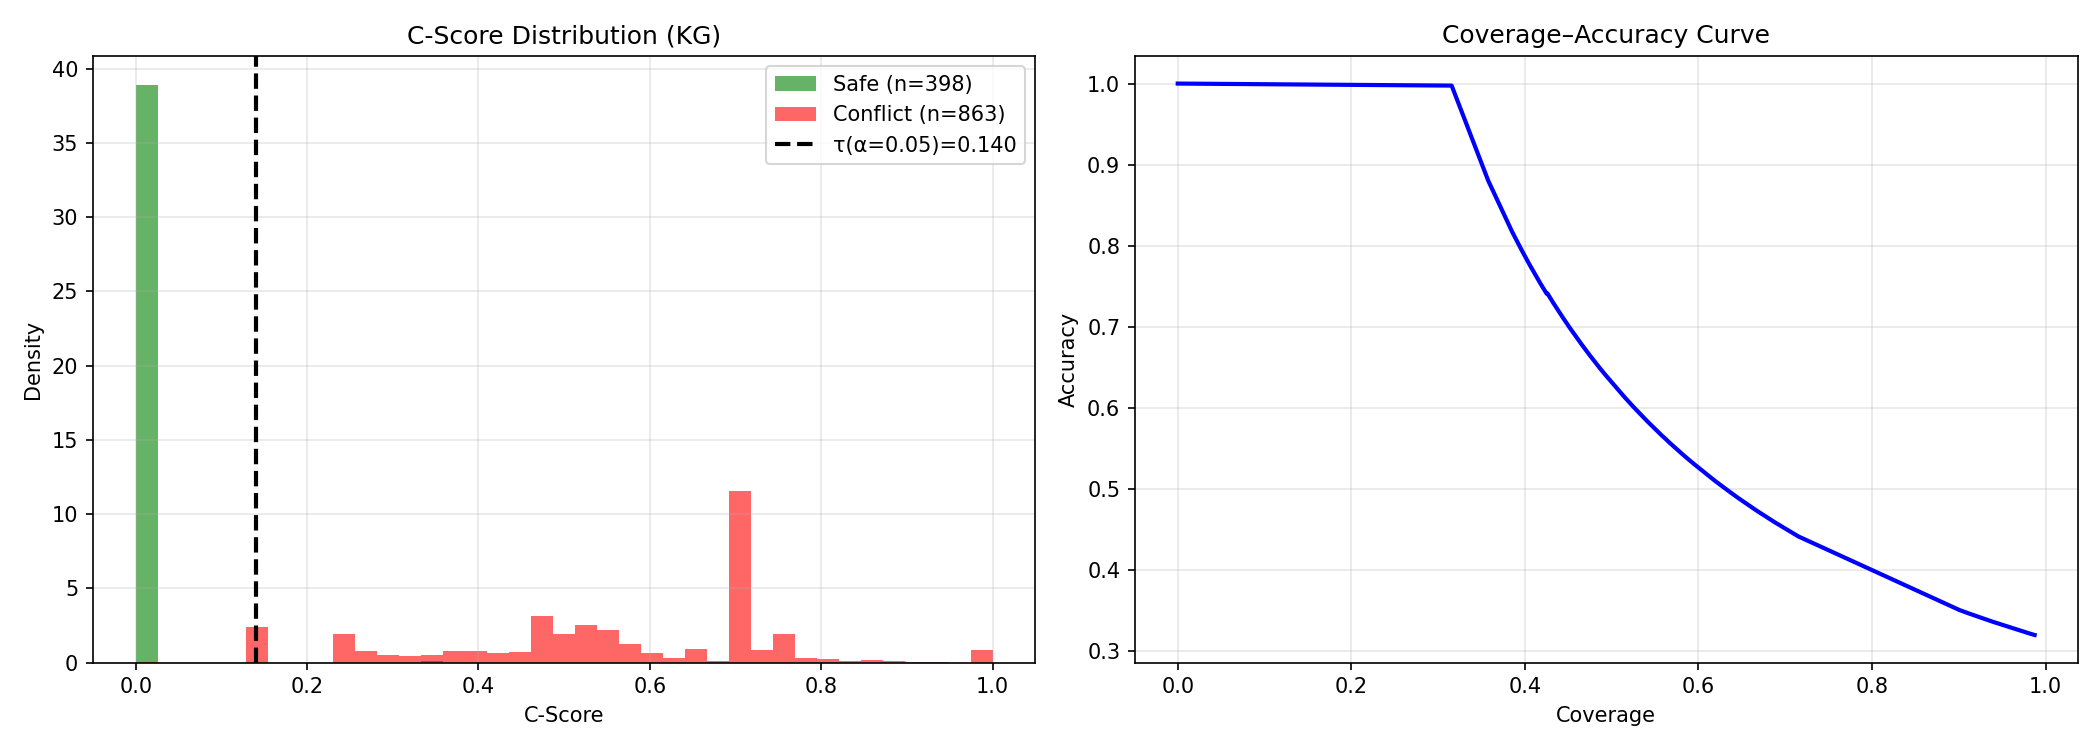 C-Score Distribution (KG)
Safe (n=398)
Conflict (n=863)
τ(α=0.05)=0.140
Density
40
35
30
25
20
15
10
5
0
0.0 0.2 0.4 0.6 0.8 1.0
C-Score
Coverage–Accuracy Curve
Accuracy
1.0
0.9
0.8
0.7
0.6
0.5
0.4
0.3
0.0 0.2 0.4 0.6 0.8 1.0
Coverage